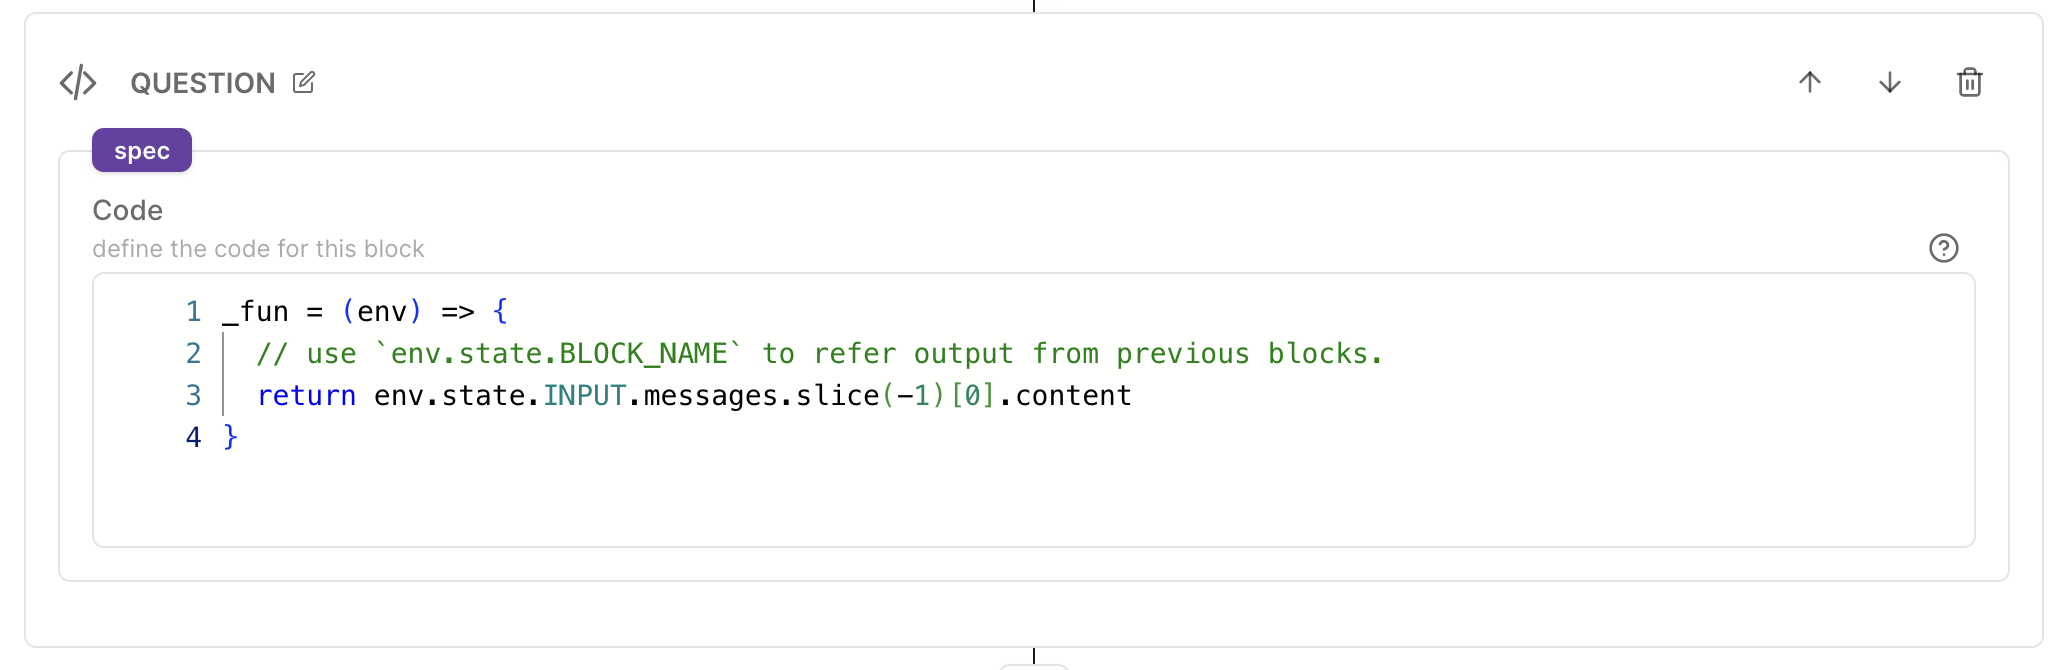 </> QUESTION
spec
Code
define the code for this block
1 _fun = (env) => {
2 // use `env.state.BLOCK_NAME` to refer output from previous blocks.
3 return env.state.INPUT.messages.slice(-1)[0].content
4 }